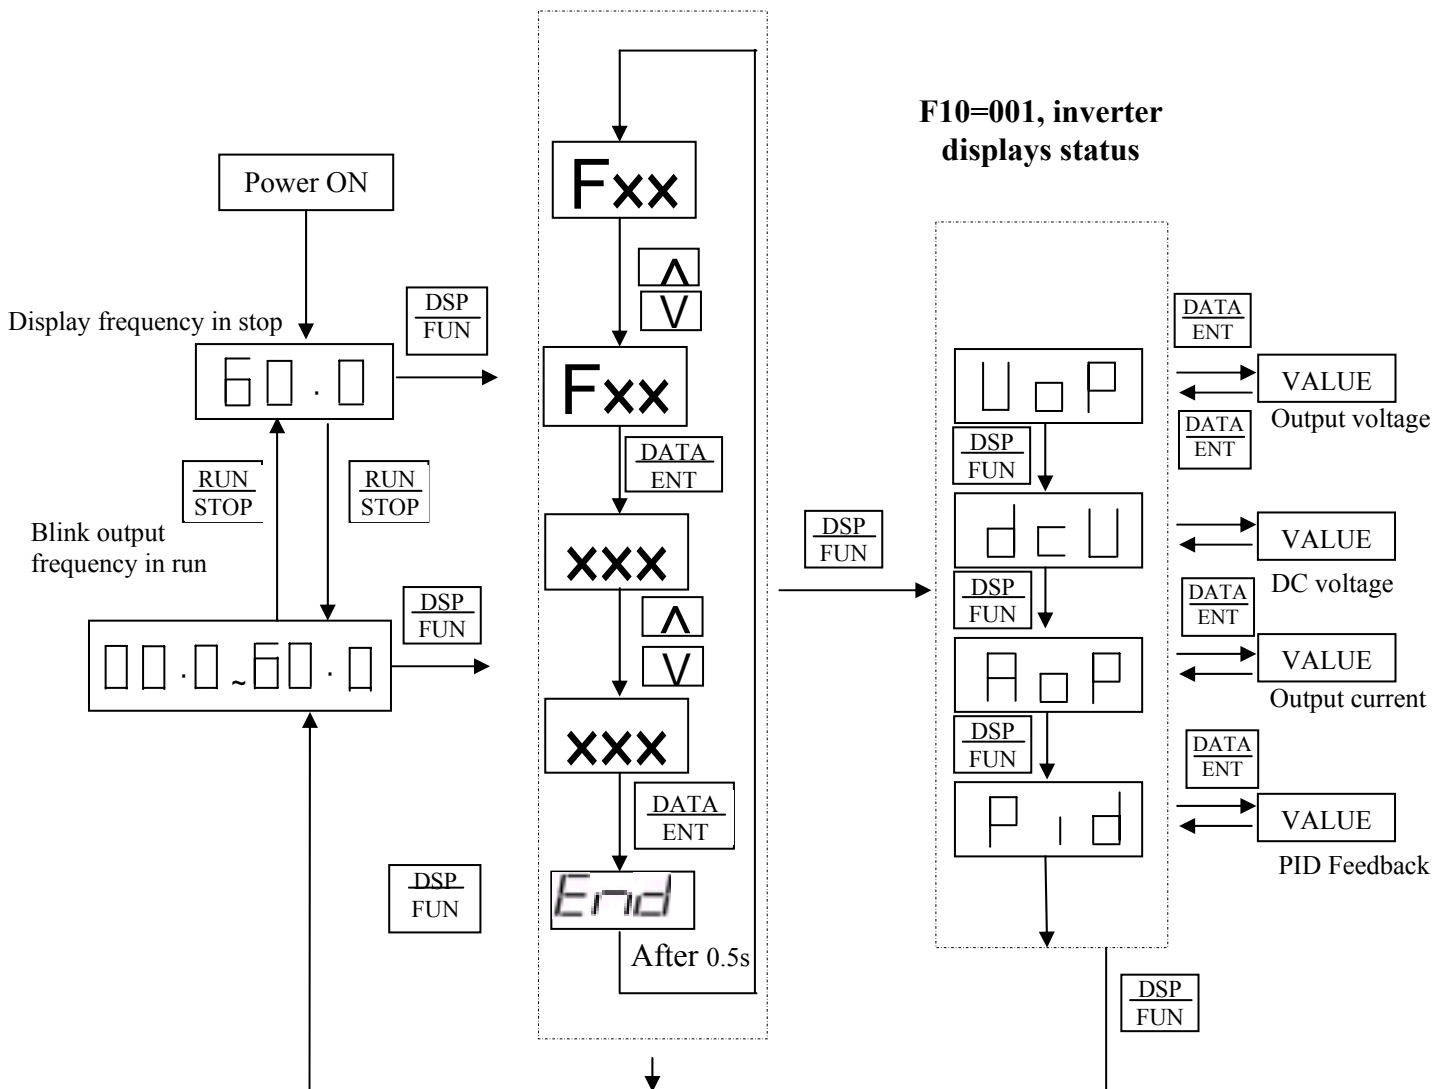 F10=001, inverter
displays status
Power ON
Display frequency in stop
DSP
FUN
60.0
RUN
STOP
RUN
STOP
Blink output
frequency in run
DSP
FUN
00.0~60.0
DSP
FUN
Fxx
∧
∨
Fxx
DATA
ENT
xxx
∧
∨
xxx
DATA
ENT
End
After 0.5s
DSP
FUN
UoP
DATA
ENT
VALUE
Output voltage
DATA
ENT
DSP
FUN
dcU
VALUE
DC voltage
DSP
FUN
DATA
ENT
AoP
VALUE
Output current
DSP
FUN
DATA
ENT
Pid
VALUE
PID Feedback
DSP
FUN